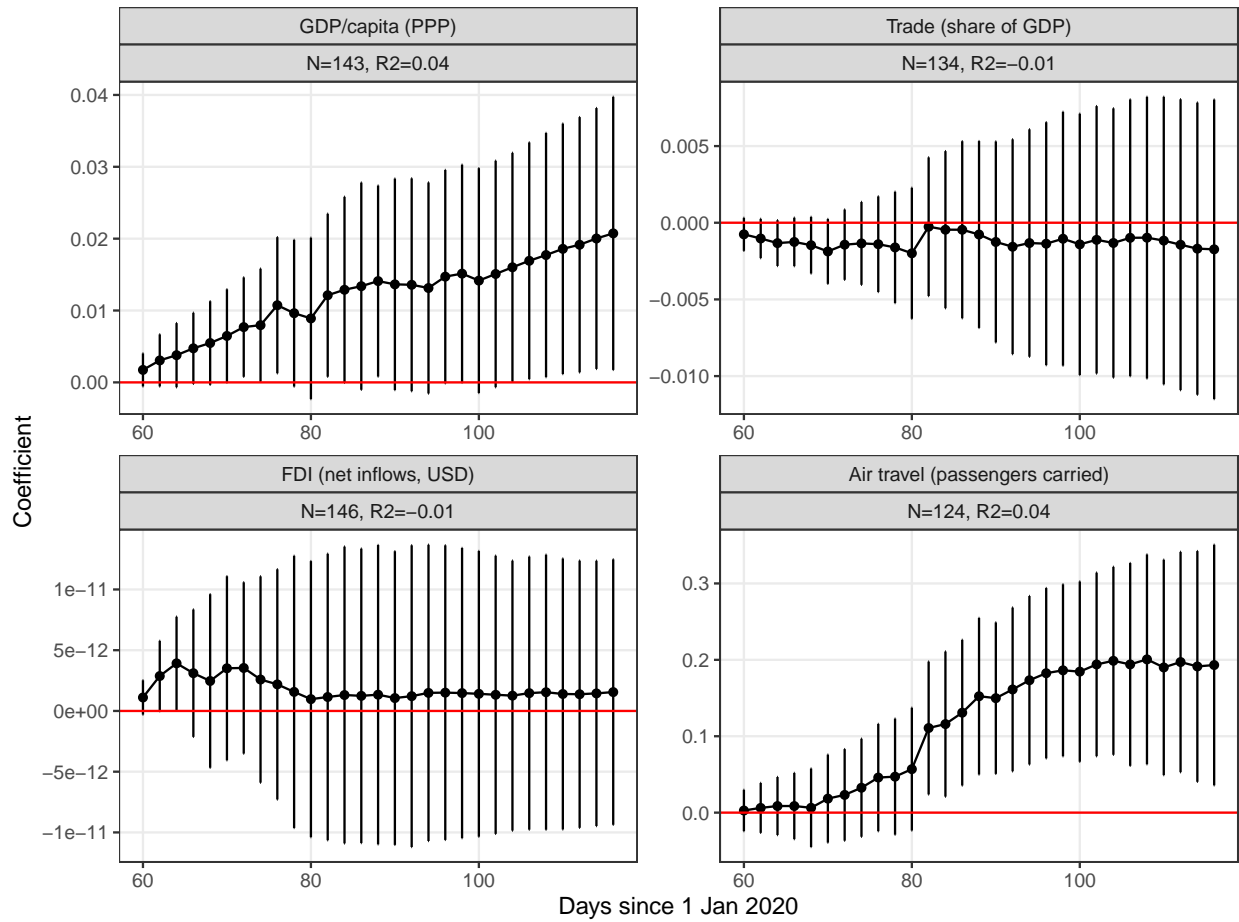 GDP/capita (PPP)
N=143, R2=0.04
0.04
0.03
0.02
0.01
0.00
60 80 100
Trade (share of GDP)
N=134, R2=−0.01
0.005
0.000
−0.005
−0.010
60 80 100
FDI (net inflows, USD)
N=146, R2=−0.01
1e−11
5e−12
0e+00
−5e−12
−1e−11
60 80 100
Air travel (passengers carried)
N=124, R2=0.04
0.3
0.2
0.1
0.0
60 80 100
Coefficient
Days since 1 Jan 2020